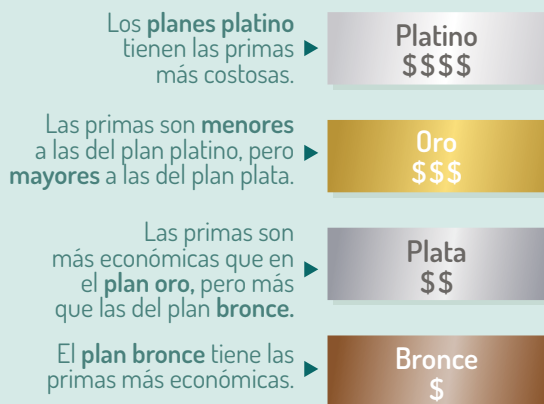 Los planes platino
tienen las primas
más costosas.
Platino
$$$$
Las primas son menores
a las del plan platino, pero
mayores a las del plan plata.
Oro
$$$
Las primas son
más económicas que en
el plan oro, pero más
que las del plan bronce.
Plata
$$
El plan bronce tiene las
primas más económicas.
Bronce
$